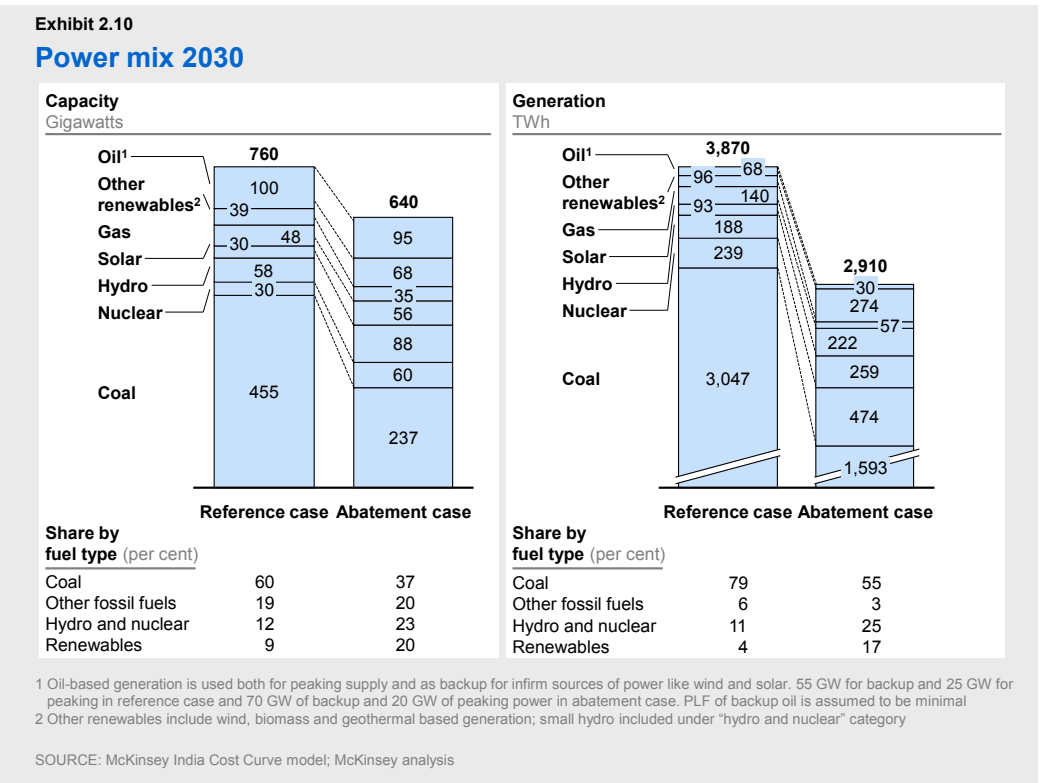 Exhibit 2.10
Power mix 2030
Capacity
Gigawatts
Oil1
Other
renewables2
Gas
Solar
Hydro
Nuclear
Coal
760
100
39
30 48
58
30
455
640
95
68
35
56
88
60
237
Reference case Abatement case
Share by
fuel type (per cent)
Coal 60 37
Other fossil fuels 19 20
Hydro and nuclear 12 23
Renewables 9 20
Generation
TWh
Oil1
Other
renewables2
Gas
Solar
Hydro
Nuclear
Coal
3,870
96 68
93 140
188
239
3,047
2,910
30
274
57
222
259
474
1,593
Reference case Abatement case
Share by
fuel type (per cent)
Coal 79 55
Other fossil fuels 6 3
Hydro and nuclear 11 25
Renewables 4 17
1 Oil-based generation is used both for peaking supply and as backup for infirm sources of power like wind and solar. 55 GW for backup and 25 GW for
peaking in reference case and 70 GW of backup and 20 GW of peaking power in abatement case. PLF of backup oil is assumed to be minimal
2 Other renewables include wind, biomass and geothermal based generation; small hydro included under “hydro and nuclear” category
SOURCE: McKinsey India Cost Curve model; McKinsey analysis